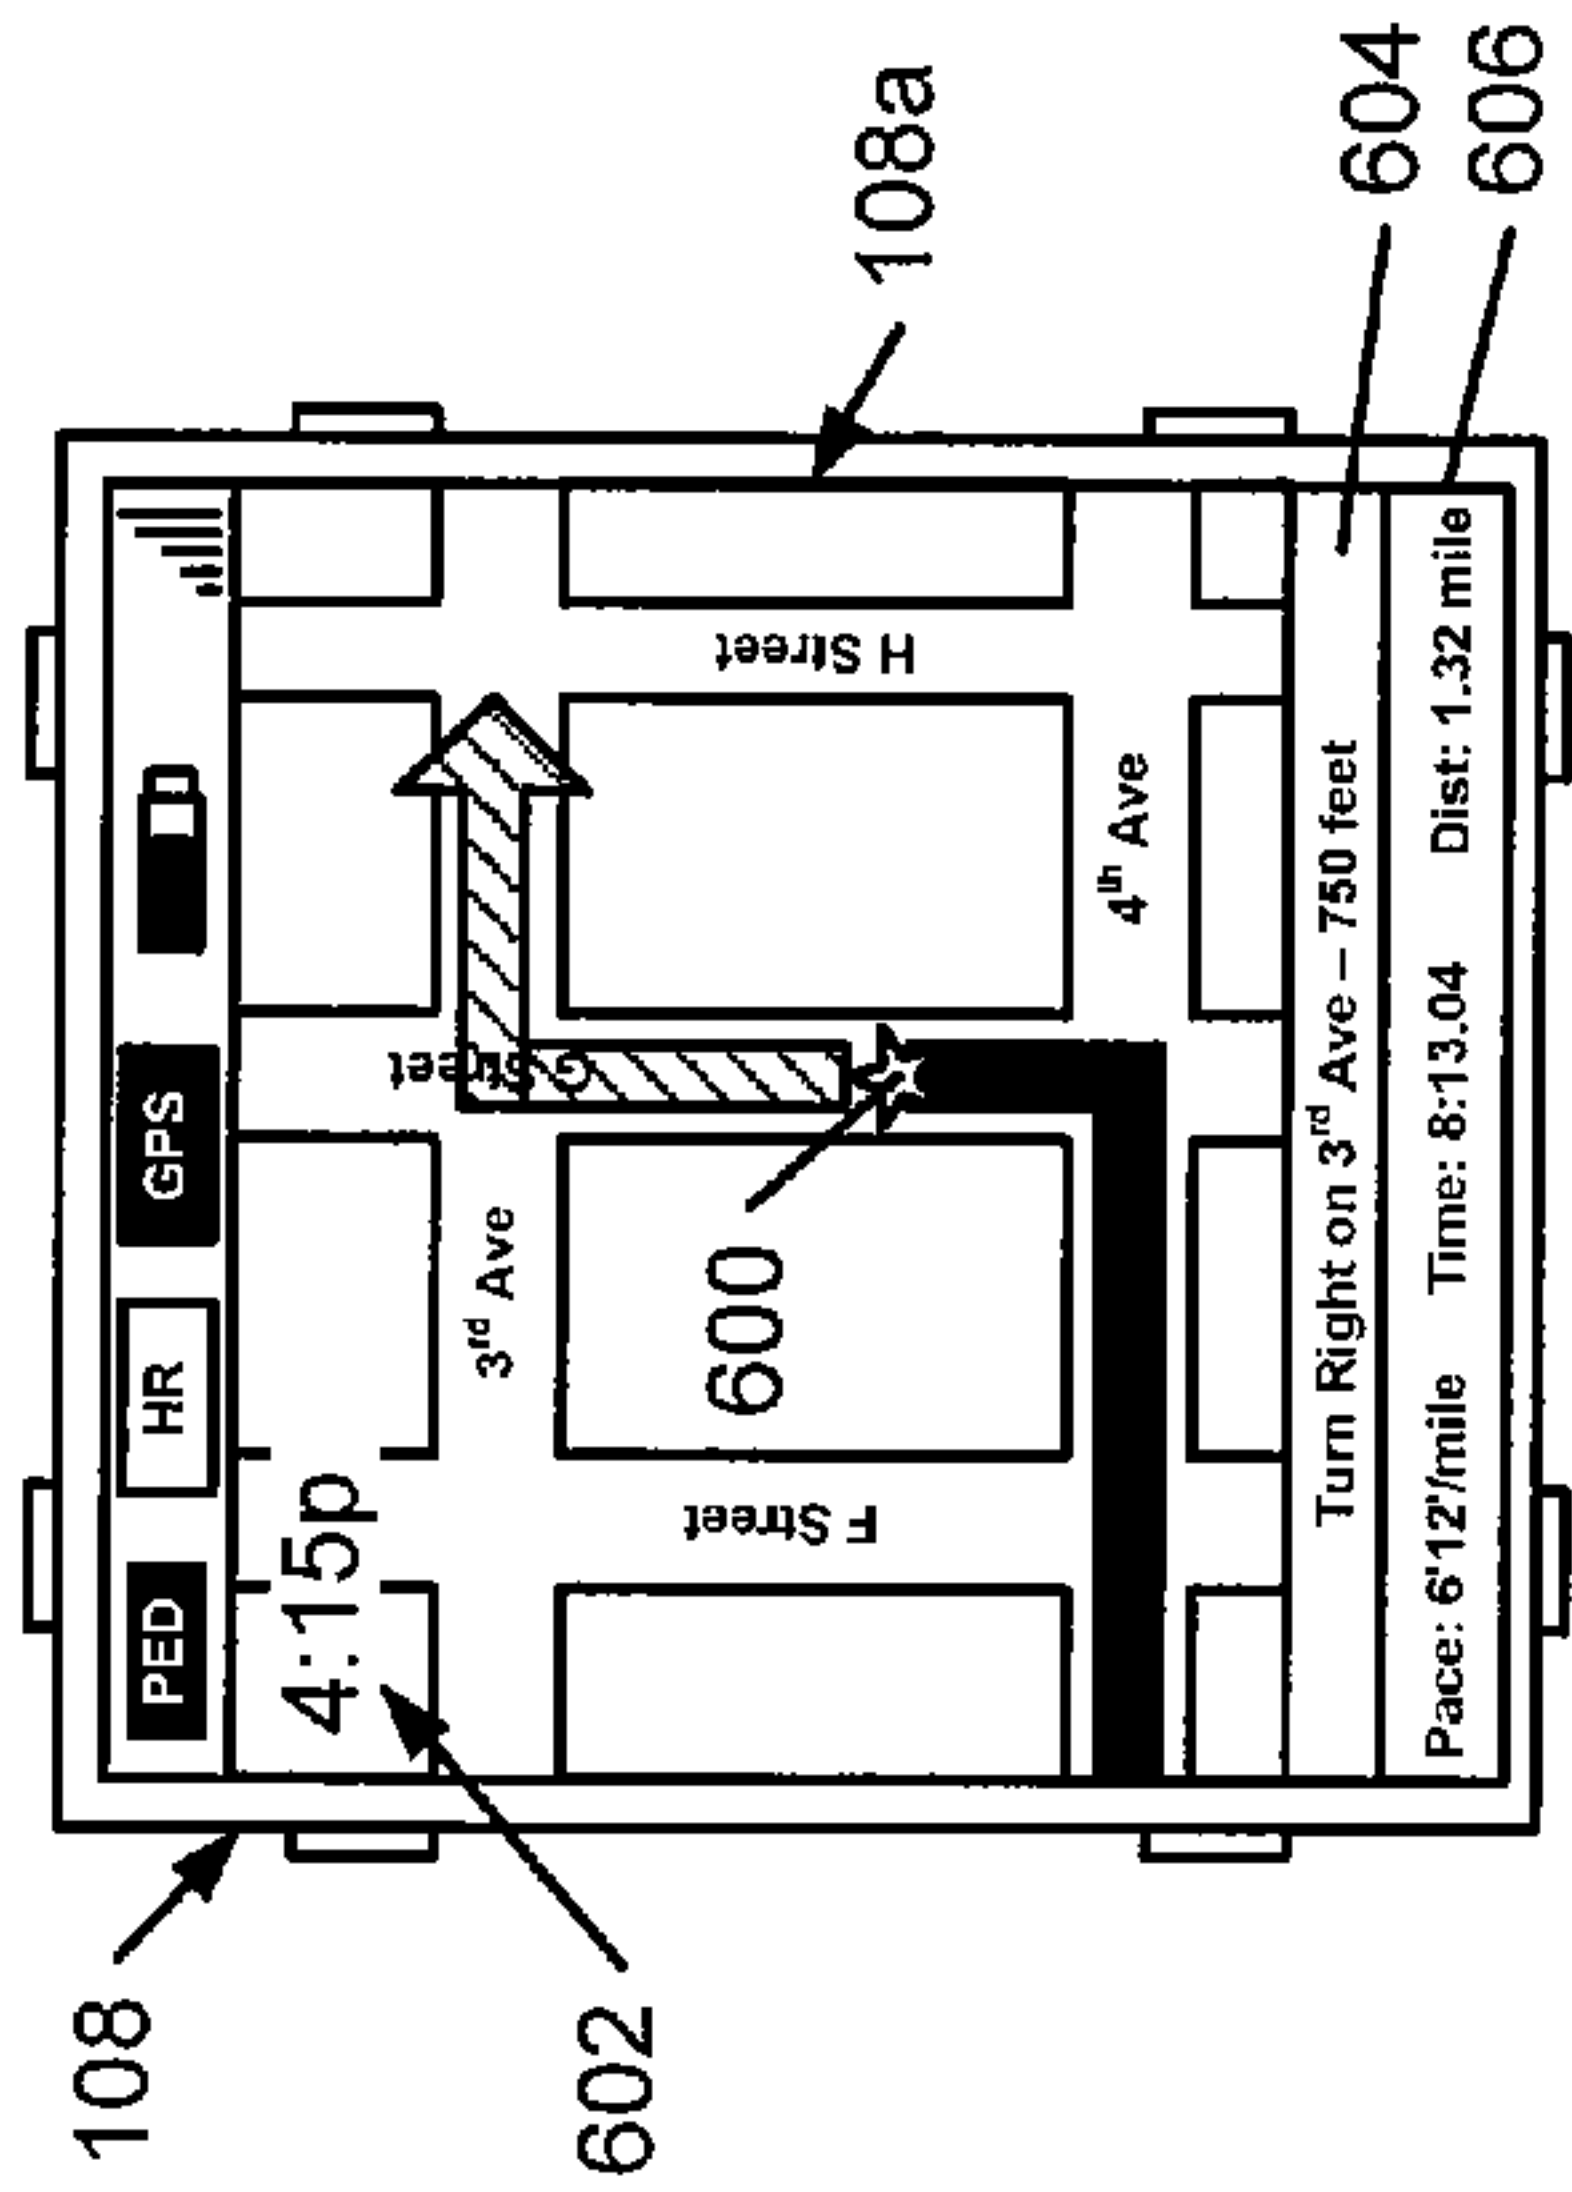 108
PED HR GPS
4:15p
602
3rd Ave
G Street
F Street
H Street
600
108a
4th Ave
Turn Right on 3rd Ave – 750 feet
604
Pace: 6'12'/mile Time: 8:13.04 Dist: 1.32 mile
606